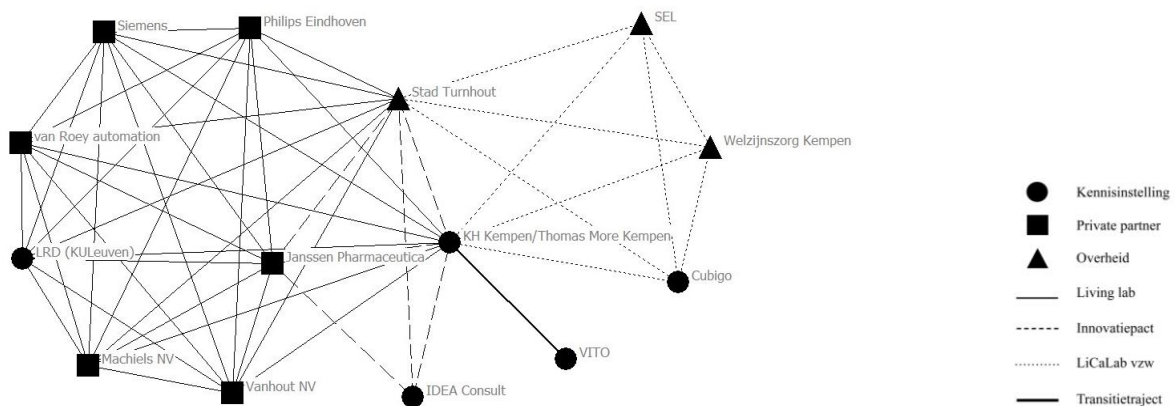 Siemens
Philips Eindhoven
SEL
Stad Turnhout
van Roey automation
Welzijnszorg Kempen
KH Kempen/Thomas More Kempen
LRD (KULeuven)
Janssen Pharmaceutica
Cubigo
Machiels NV
Vanhout NV
VITO
IDEA Consult
Kennisinstelling
Private partner
Overheid
Living lab
Innovatiepact
LiCaLab vzw
Transitietraject